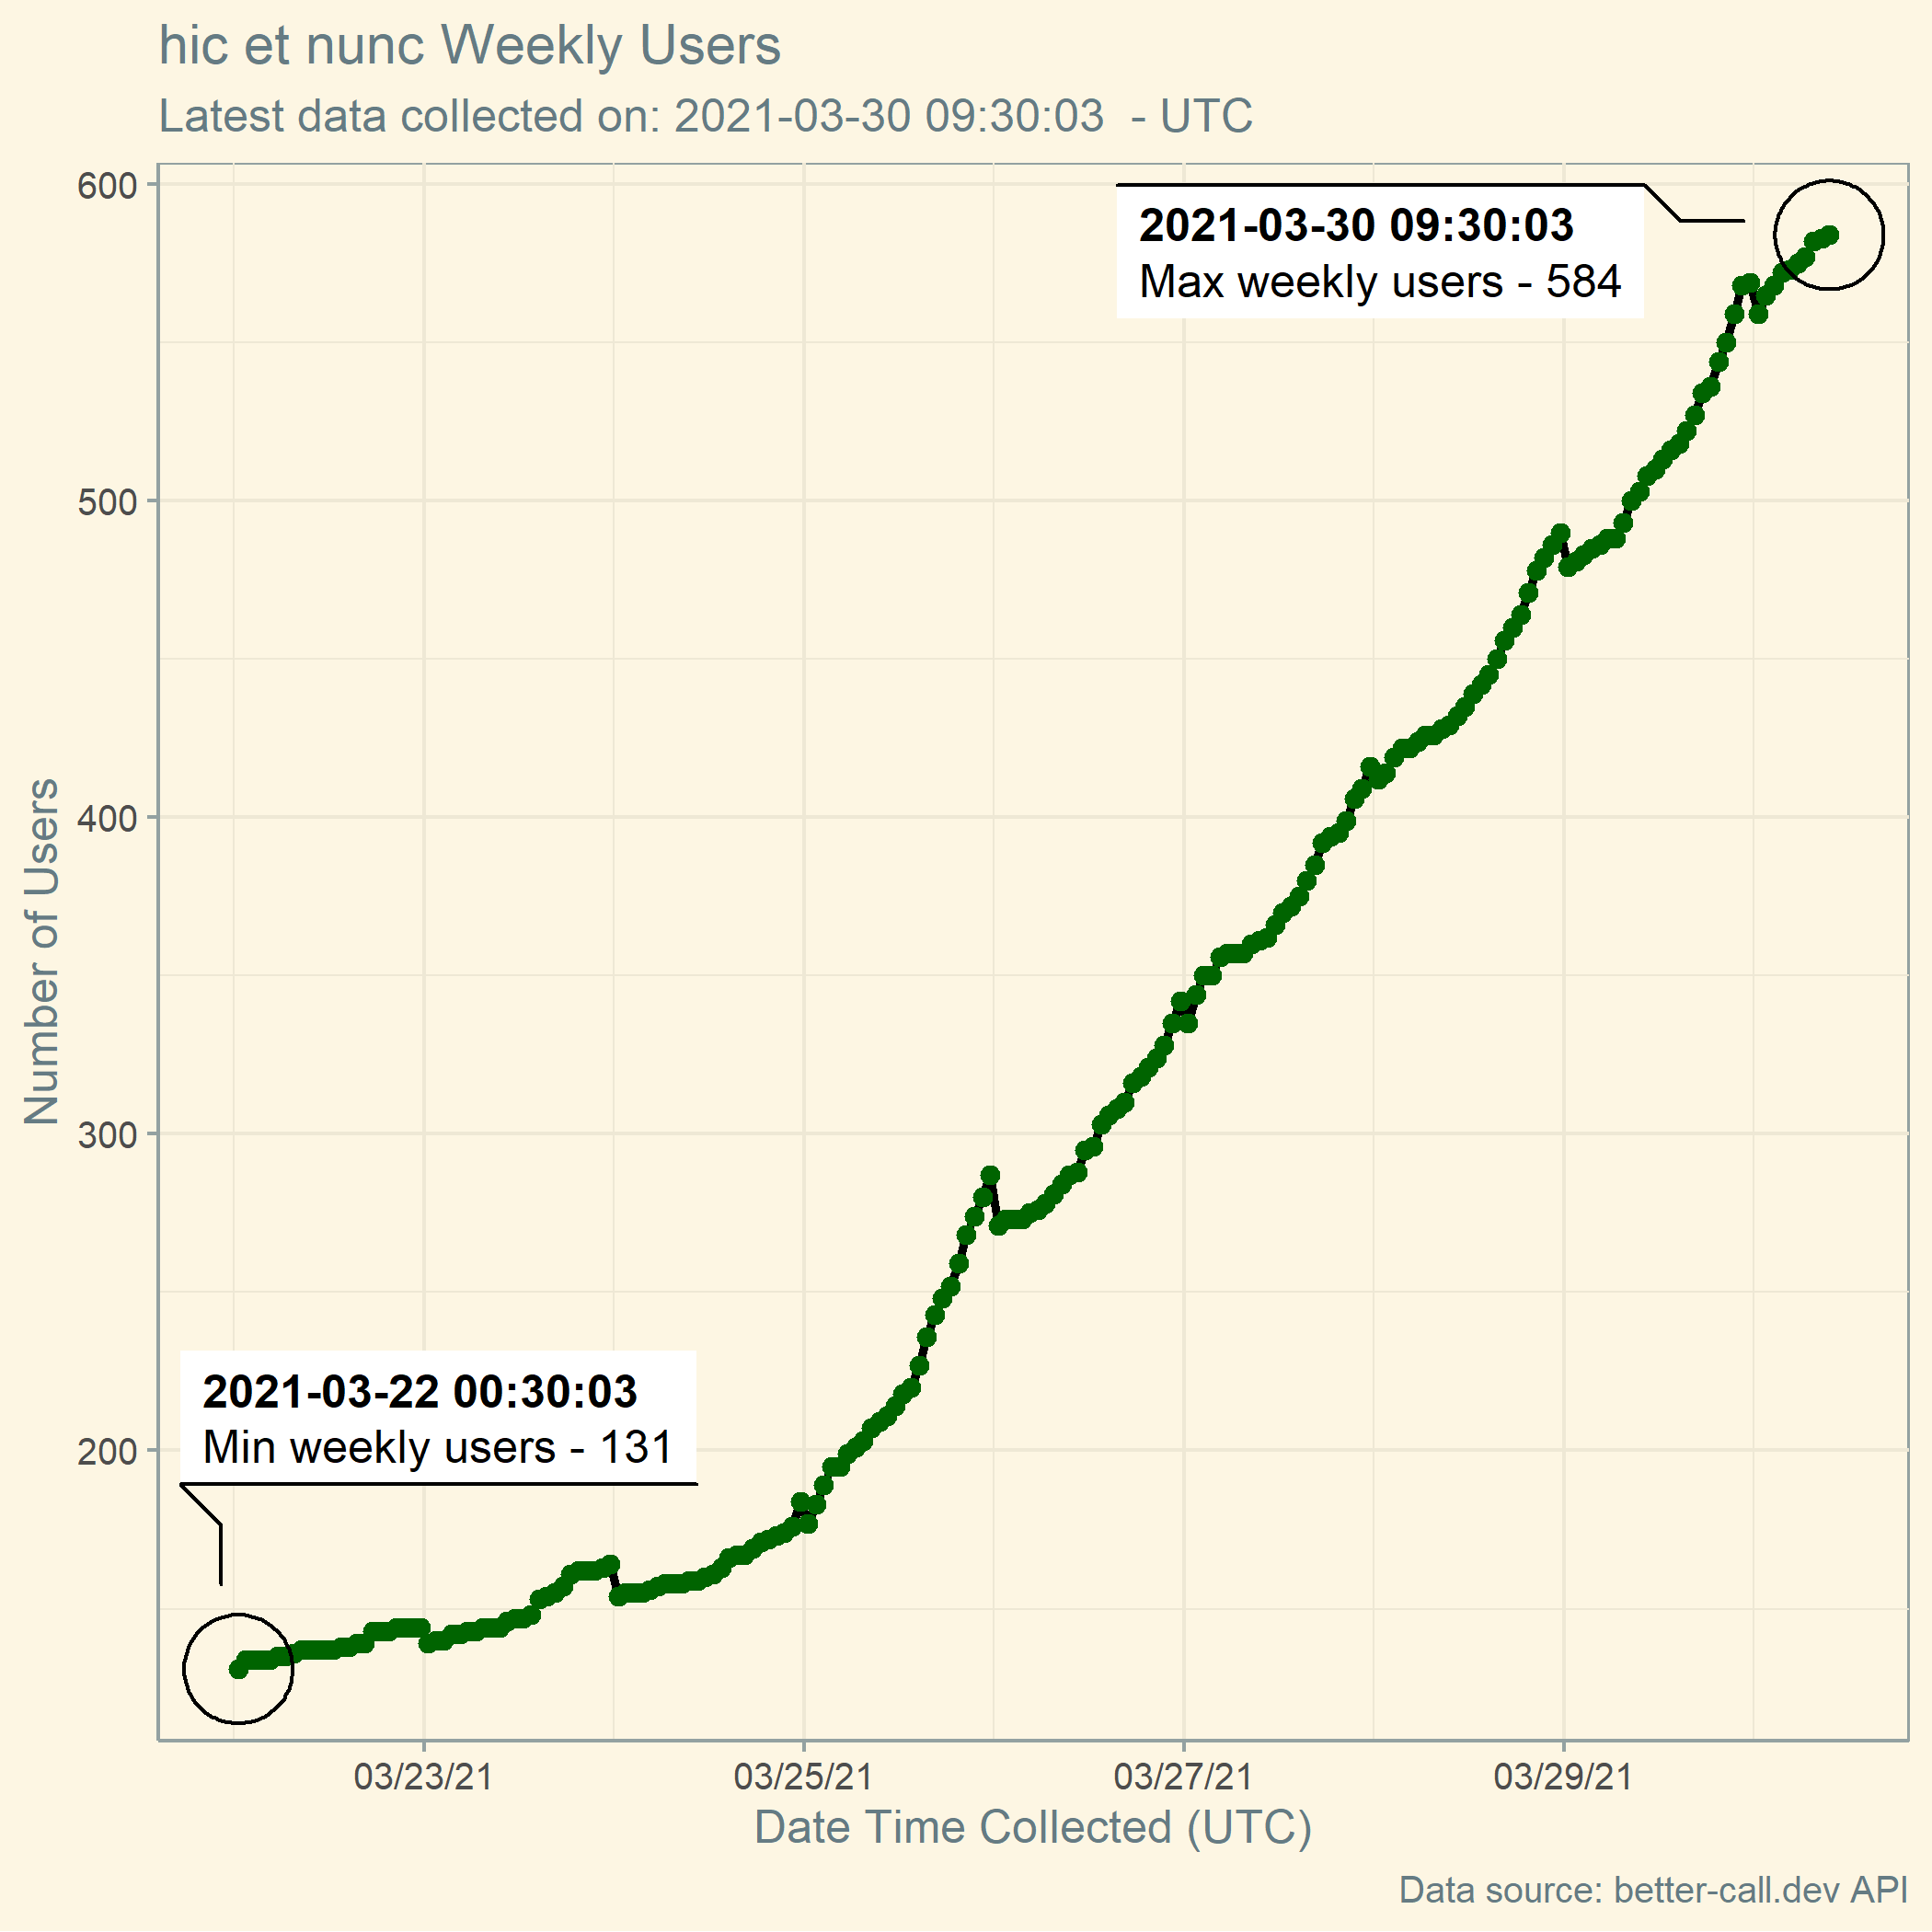 hic et nunc Weekly Users
Latest data collected on: 2021-03-30 09:30:03  - UTC
600
500
400
300
200
Number of Users
2021-03-30 09:30:03
Max weekly users - 584
2021-03-22 00:30:03
Min weekly users - 131
03/23/21
03/25/21
03/27/21
03/29/21
Date Time Collected (UTC)
Data source: better-call.dev API